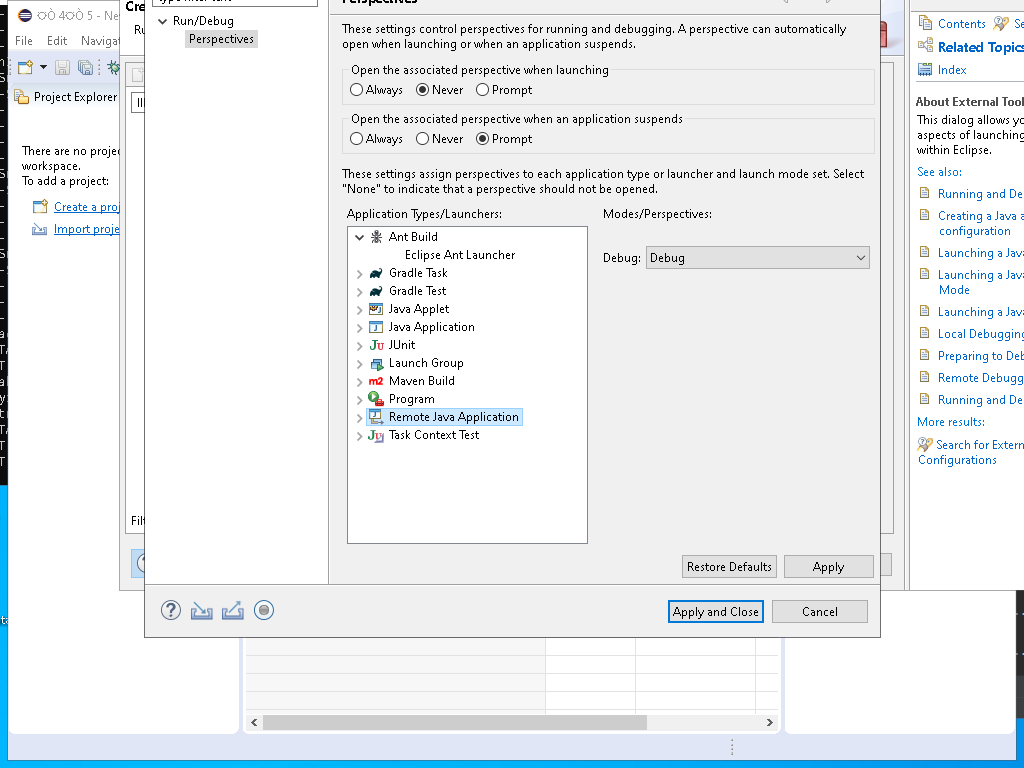 Cre
File
Edit
Navigat
Ru
Project Explorer
There are no projec
workspace.
To add a project:
Create a proj
Import proje
Filt
Run/Debug
Perspectives
Perspectives
These settings control perspectives for running and debugging. A perspective can automatically
open when launching or when an application suspends.
Open the associated perspective when launching
Always
Never
Prompt
Open the associated perspective when an application suspends
Always
Never
Prompt
These settings assign perspectives to each application type or launcher and launch mode set. Select
"None" to indicate that a perspective should not be opened.
Application Types/Launchers:
Modes/Perspectives:
Ant Build
Eclipse Ant Launcher
Gradle Task
Gradle Test
Java Applet
Java Application
JUnit
Launch Group
Maven Build
Program
Remote Java Application
Task Context Test
Debug:
Debug
Restore Defaults
Apply
Apply and Close
Cancel
Contents
Se
Related Topics
Index
About External Tool
This dialog allows yo
aspects of launching
within Eclipse.
See also:
Running and De
Creating a Java a
configuration
Launching a Java
Launching a Java
Mode
Launching a Java
Local Debugging
Preparing to Deb
Remote Debugg
Running and De
More results:
Search for Extern
Configurations